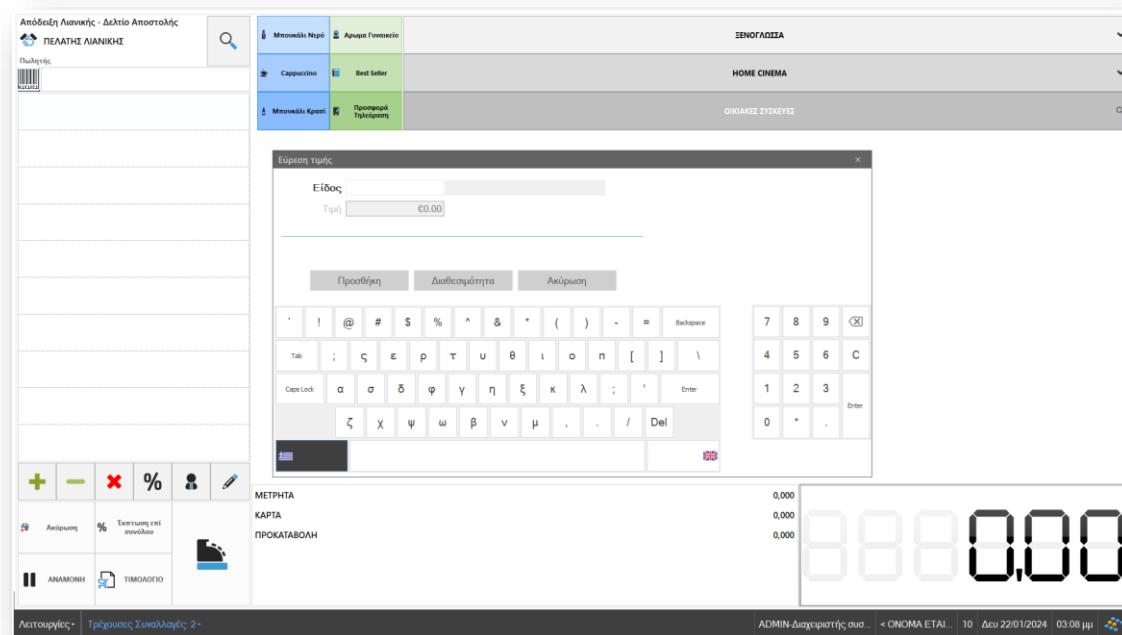 Απόδειξη Λιανικής - Δελτίο Αποστολής
ΠΕΛΑΤΗΣ ΛΙΑΝΙΚΗΣ
Πωλητής
Μπουκάλι Νερό
Αρωμα Γυναικείο
ΞΕΝΟΓΛΩΣΣΑ
Cappuccino
Best Seller
HOME CINEMA
Μπουκάλι Κρασί
Προσφορά
Τηλεόραση
ΟΙΚΙΑΚΕΣ ΣΥΣΚΕΥΕΣ
Εύρεση τιμής ×
Είδος
Τιμή €0.00
Προσθήκη Διαθεσιμότητα Ακύρωση
` ! @ # $ % ^ & * ( ) - = Backspace
Tab ; ς ε ρ τ υ θ ι ο π [ ] \
Caps Lock α σ δ φ γ η ξ κ λ ; ' Enter
ζ χ ψ ω β ν μ , . / Del
7 8 9
4 5 6 C
1 2 3
Enter
0 * .
%
Ακύρωση
% Έκπτωση επί
συνόλου
ΑΝΑΜΟΝΗ
ΤΙΜΟΛΟΓΙΟ
ΜΕΤΡΗΤΑ 0,000
ΚΑΡΤΑ 0,000
ΠΡΟΚΑΤΑΒΟΛΗ 0,000
0,00
Λειτουργίες Τρέχουσες Συναλλαγές: 2 ADMIN-Διαχειριστής συσ... < ΟΝΟΜΑ ΕΤΑΙ... 10 Δευ 22/01/2024 03:08 μμ